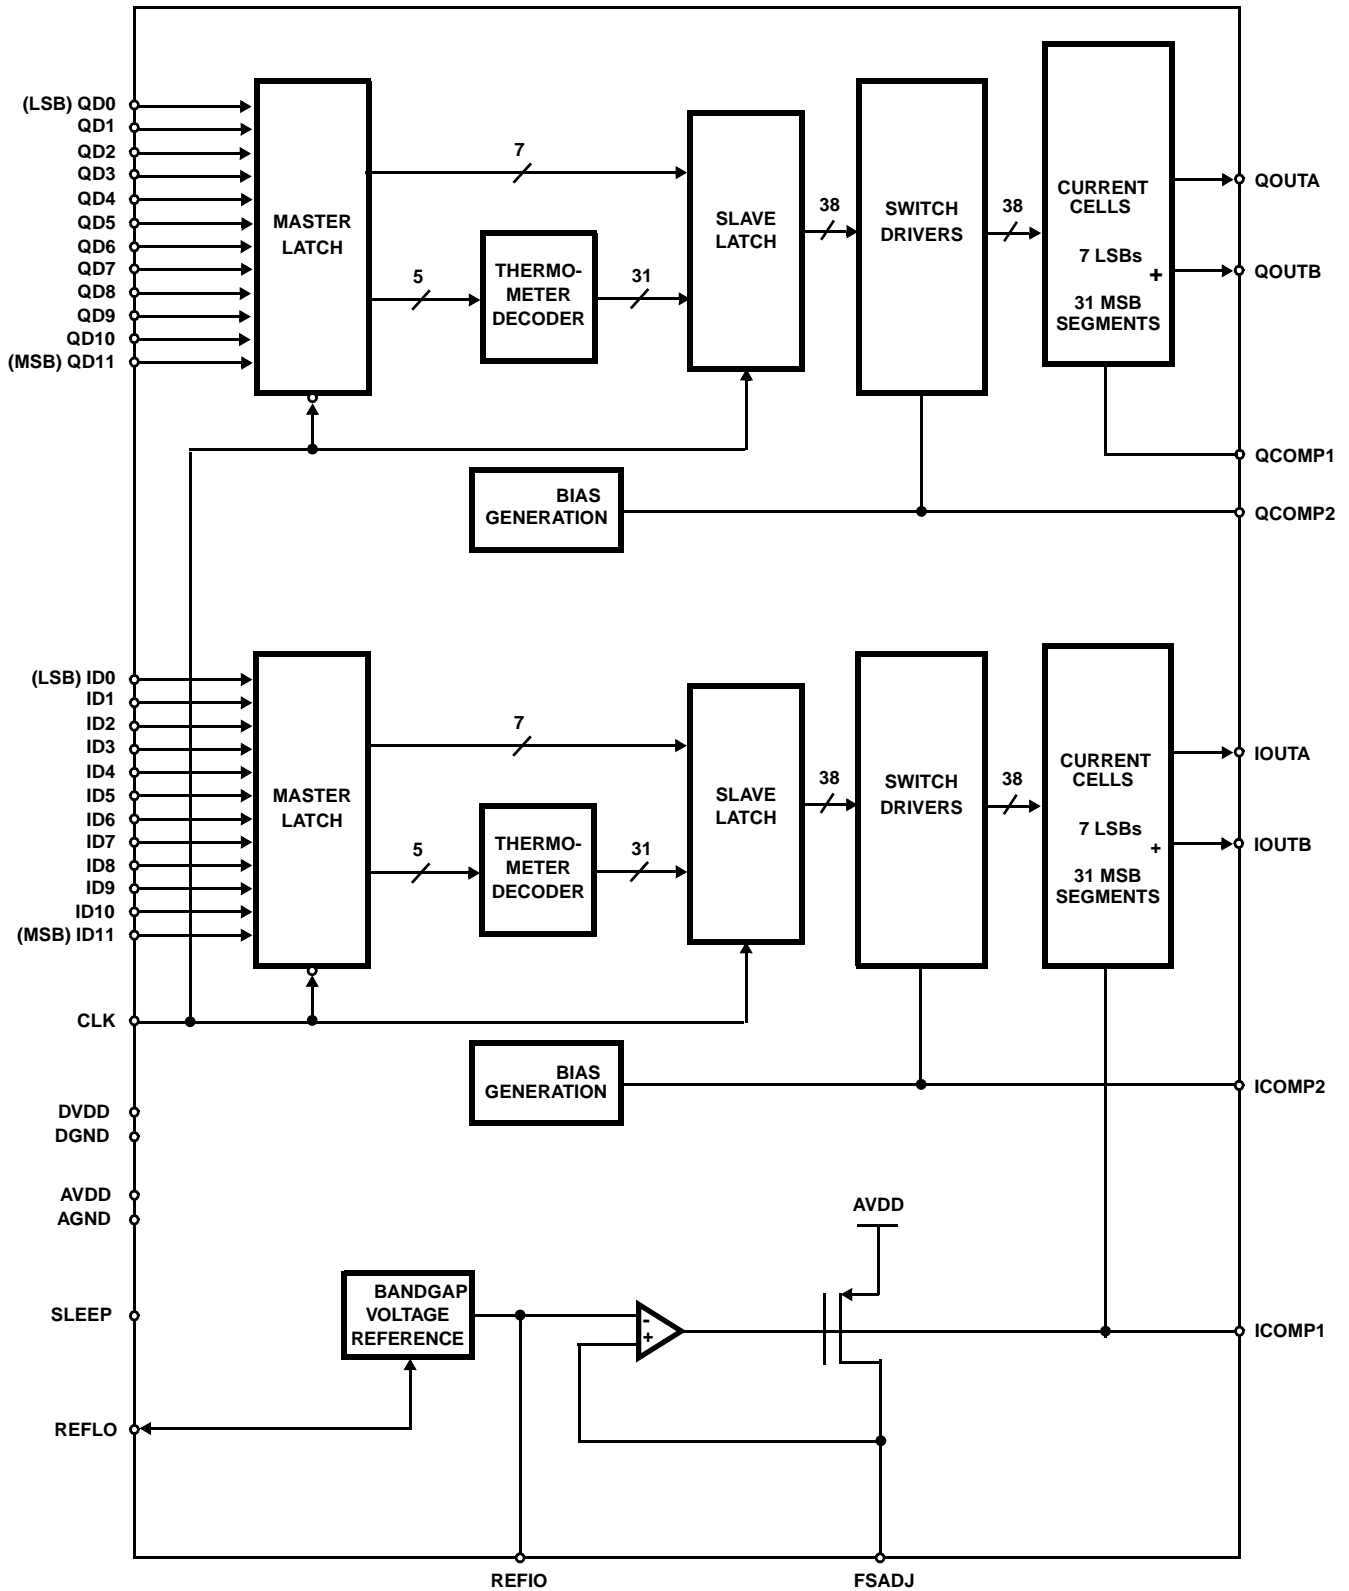 (LSB) QD0
QD1
QD2
QD3
QD4
QD5
QD6
QD7
QD8
QD9
QD10
(MSB) QD11
MASTER
LATCH
7
5
THERMO-
METER
DECODER
31
SLAVE
LATCH
38
SWITCH
DRIVERS
38
CURRENT
CELLS
7 LSBs
+
31 MSB
SEGMENTS
QOUTA
QOUTB
QCOMP1
QCOMP2
BIAS
GENERATION
(LSB) ID0
ID1
ID2
ID3
ID4
ID5
ID6
ID7
ID8
ID9
ID10
(MSB) ID11
MASTER
LATCH
7
5
THERMO-
METER
DECODER
31
SLAVE
LATCH
38
SWITCH
DRIVERS
38
CURRENT
CELLS
7 LSBs
+
31 MSB
SEGMENTS
IOUTA
IOUTB
CLK
BIAS
GENERATION
ICOMP2
DVDD
DGND
AVDD
AGND
SLEEP
REFLO
BANDGAP
VOLTAGE
REFERENCE
-
+
AVDD
ICOMP1
REFIO
FSADJ